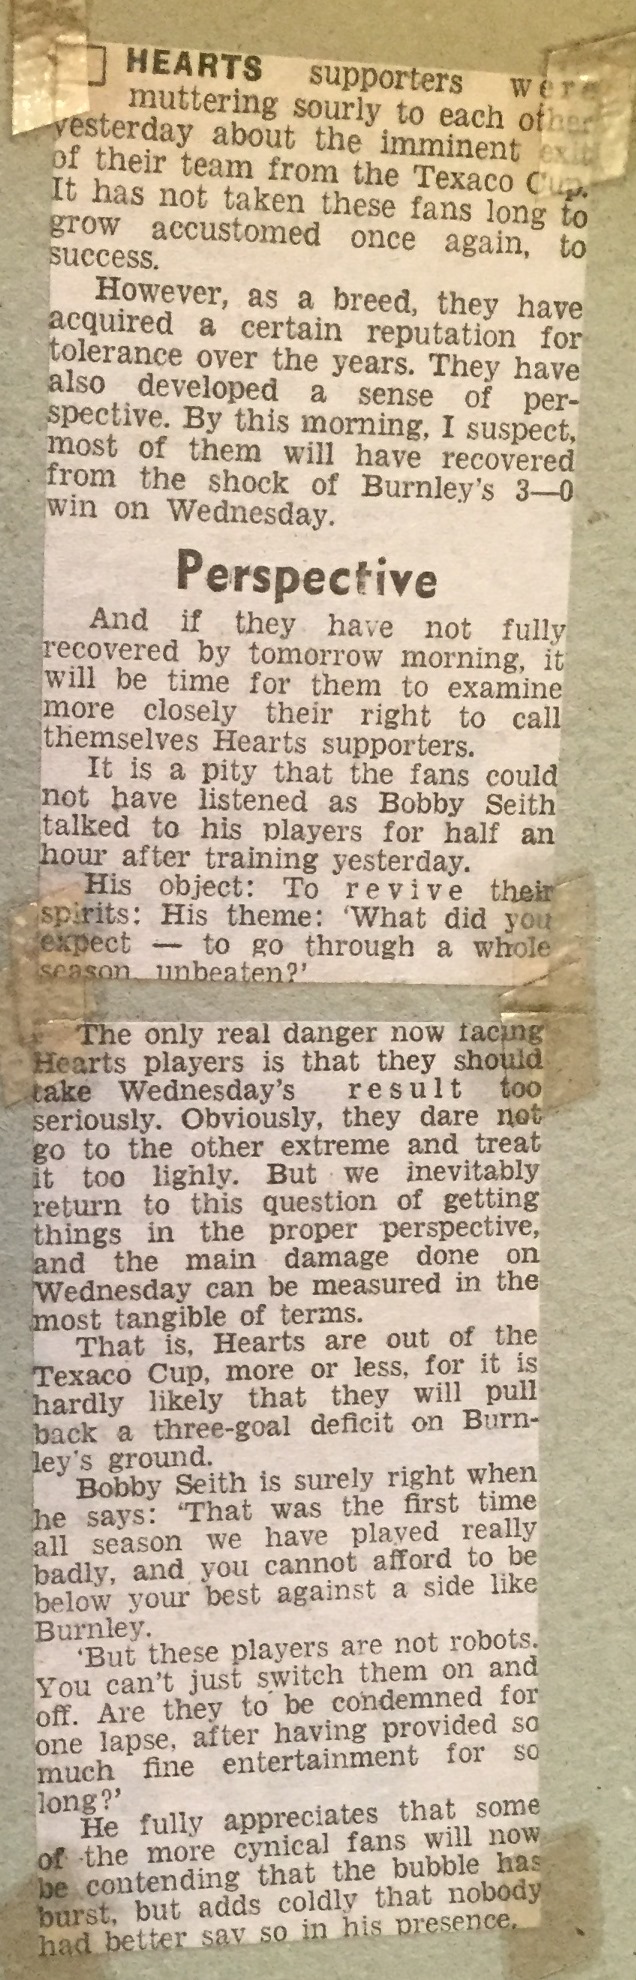 HEARTS supporters were
muttering sourly to each other
yesterday about the imminent exit
of their team from the Texaco Cup.
It has not taken these fans long to
grow accustomed once again, to
success.
However, as a breed, they have
acquired a certain reputation for
tolerance over the years. They have
also developed a sense of per-
spective. By this morning, I suspect,
most of them will have recovered
from the shock of Burnley's 3—0
win on Wednesday.
Perspective
And if they have not fully
recovered by tomorrow morning, it
will be time for them to examine
more closely their right to call
themselves Hearts supporters.
It is a pity that the fans could
not have listened as Bobby Seith
talked to his players for half an
hour after training yesterday.
His object: To revive their
spirits: His theme: 'What did you
expect — to go through a whole
season unbeaten?'
The only real danger now facing
Hearts players is that they should
take Wednesday's result too
seriously. Obviously, they dare not
go to the other extreme and treat
it too lighly. But we inevitably
return to this question of getting
things in the proper perspective,
and the main damage done on
Wednesday can be measured in the
most tangible of terms.
That is, Hearts are out of the
Texaco Cup, more or less, for it is
hardly likely that they will pull
back a three-goal deficit on Burn-
ley's ground.
Bobby Seith is surely right when
he says: 'That was the first time
all season we have played really
badly, and you cannot afford to be
below your best against a side like
Burnley.
'But these players are not robots.
You can't just switch them on and
off. Are they to be condemned for
one lapse, after having provided so
much fine entertainment for so
long?'
He fully appreciates that some
of the more cynical fans will now
be contending that the bubble has
burst, but adds coldly that nobody
had better say so in his presence.